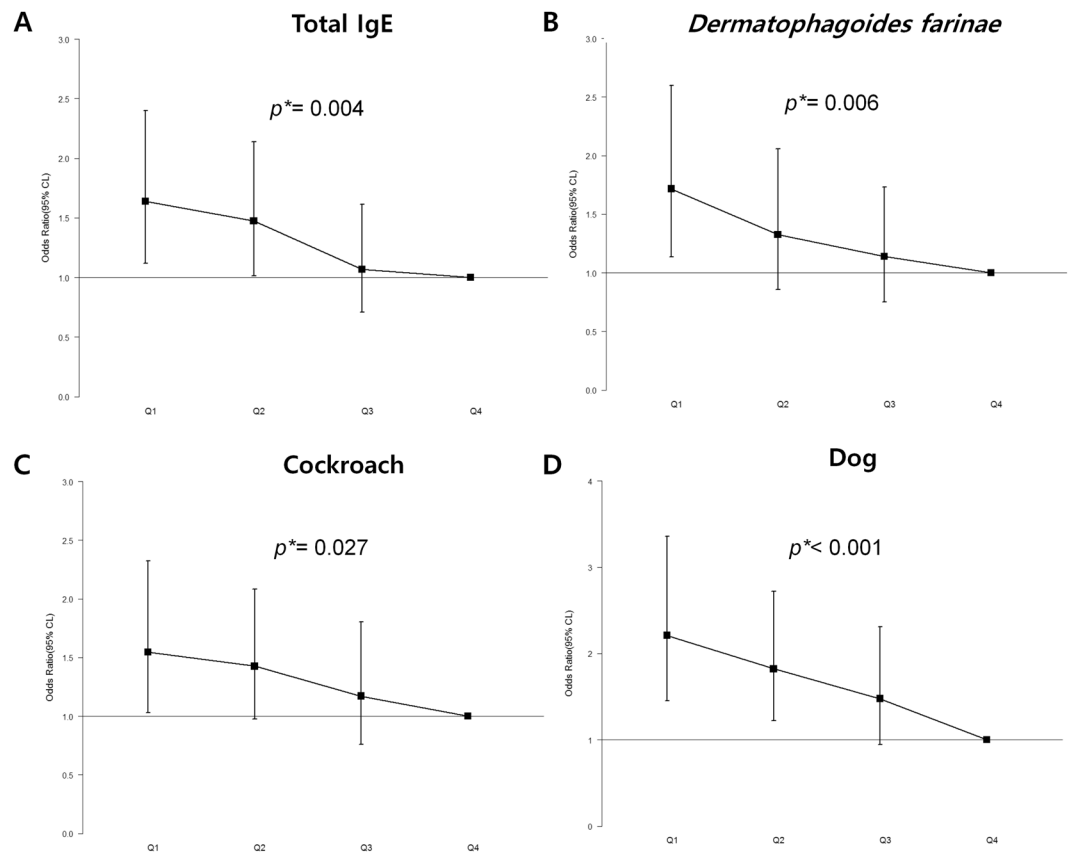 A
Total IgE
3.0
2.5
2.0
1.5
1.0
0.5
0.0
Odds Ratio(95% CL)
p*= 0.004
Q1 Q2 Q3 Q4
B
Dermatophagoides farinae
3.0
2.5
2.0
1.5
1.0
0.5
0.0
Odds Ratio(95% CL)
p*= 0.006
Q1 Q2 Q3 Q4
C
Cockroach
3.0
2.5
2.0
1.5
1.0
0.5
0.0
Odds Ratio(95% CL)
p*= 0.027
Q1 Q2 Q3 Q4
D
Dog
4
3
2
1
0
Odds Ratio(95% CL)
p*< 0.001
Q1 Q2 Q3 Q4